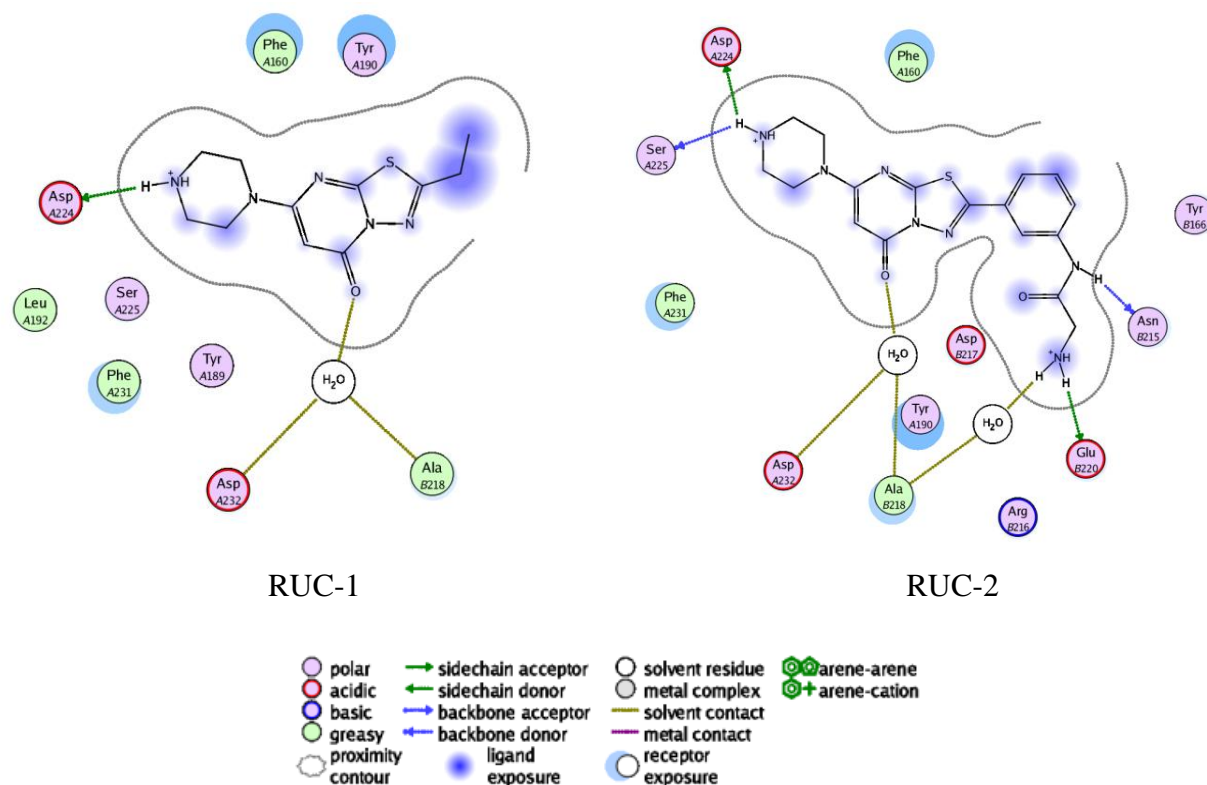 Phe
A160
Tyr
A190
S
H
NH
+
N
N
N
N
O
Asp
A224
Leu
A192
Ser
A225
Tyr
A189
Phe
A231
H₂O
Asp
A232
Ala
B218
RUC-1
Asp
A224
Phe
A160
H
NH
+
Ser
A225
N
N
S
N
N
O
Tyr
B166
N
H
O
Asn
B215
Phe
A231
Asp
B217
H₂O
NH
+
H
H
Tyr
A190
H₂O
Asp
A232
Ala
B218
Glu
B220
Arg
B216
RUC-2
polar
acidic
basic
greasy
proximity
contour
sidechain acceptor
sidechain donor
backbone acceptor
backbone donor
ligand
exposure
solvent residue
metal complex
solvent contact
metal contact
receptor
exposure
arene-arene
arene-cation